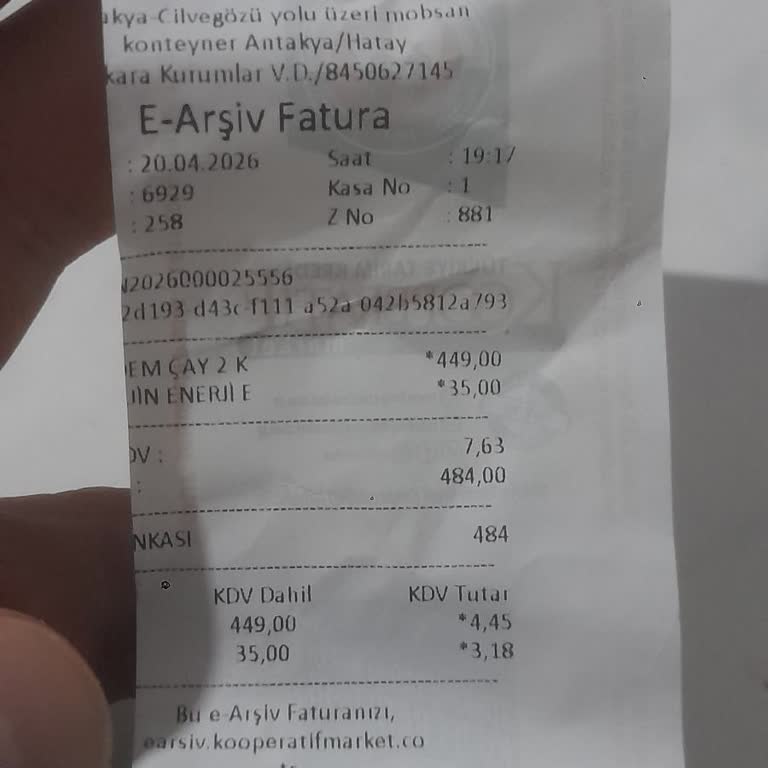 akya-Cilvegözü yolu üzeri mobsan
konteyner Antakya/Hatay
kara Kurumlar V.D./8450627145
E-Arşiv Fatura
: 20.04.2026 Saat : 19:17
: 6929 Kasa No : 1
: 258 Z No : 881
2026000025556
2d193-d43c-f111-a52a-042b5812a793
EM ÇAY 2 K *449,00
JİN ENERJİ E *35,00
DV : 7,63
: 484,00
NKASI 484
KDV Dahil KDV Tutar
449,00 *4,45
35,00 *3,18
Bu e-Arşiv Faturanızı,
earsiv.kooperatifmarket.co